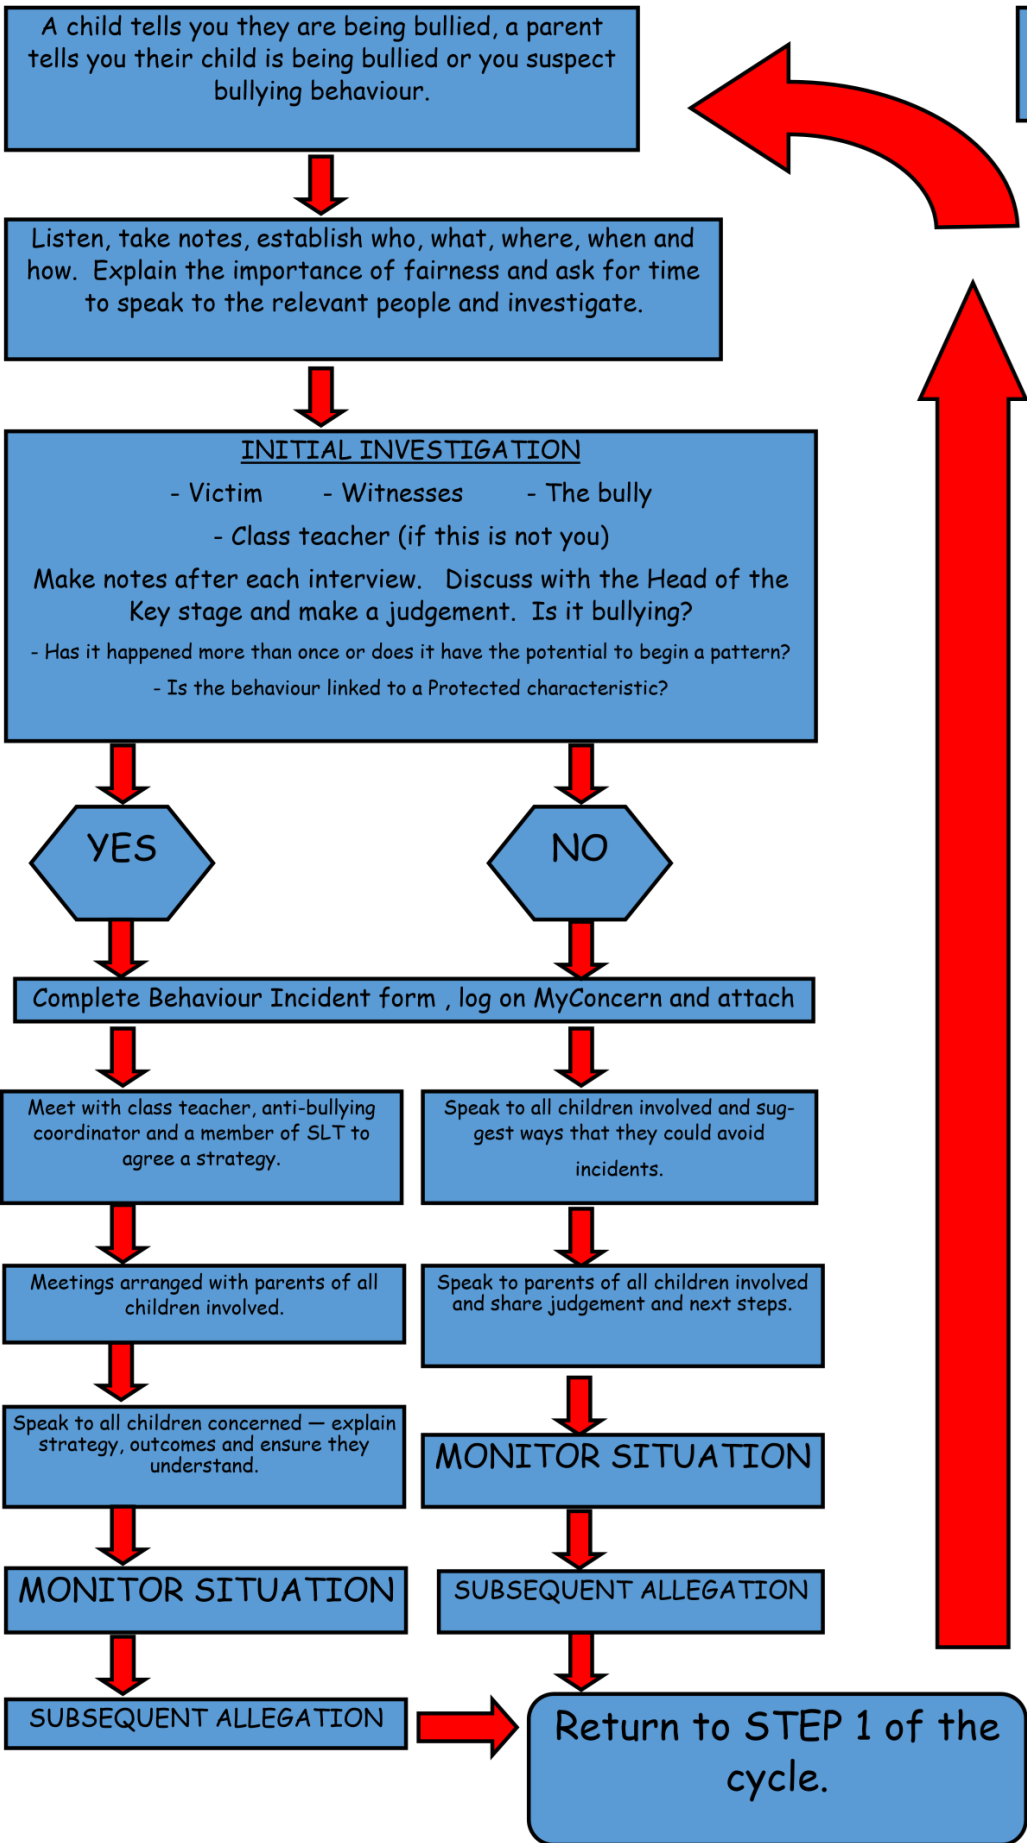 A child tells you they are being bullied, a parent
tells you their child is being bullied or you suspect
bullying behaviour.
Listen, take notes, establish who, what, where, when and
how.  Explain the importance of fairness and ask for time
to speak to the relevant people and investigate.
INITIAL INVESTIGATION
- Victim - Witnesses - The bully
- Class teacher (if this is not you)
Make notes after each interview.  Discuss with the Head of the
Key stage and make a judgement.  Is it bullying?
- Has it happened more than once or does it have the potential to begin a pattern?
- Is the behaviour linked to a Protected characteristic?
YES
NO
Complete Behaviour Incident form , log on MyConcern and attach
Meet with class teacher, anti-bullying
coordinator and a member of SLT to
agree a strategy.
Meetings arranged with parents of all
children involved.
Speak to all children concerned — explain
strategy, outcomes and ensure they
understand.
MONITOR SITUATION
SUBSEQUENT ALLEGATION
Speak to all children involved and sug-
gest ways that they could avoid
incidents.
Speak to parents of all children involved
and share judgement and next steps.
MONITOR SITUATION
SUBSEQUENT ALLEGATION
Return to STEP 1 of the
cycle.